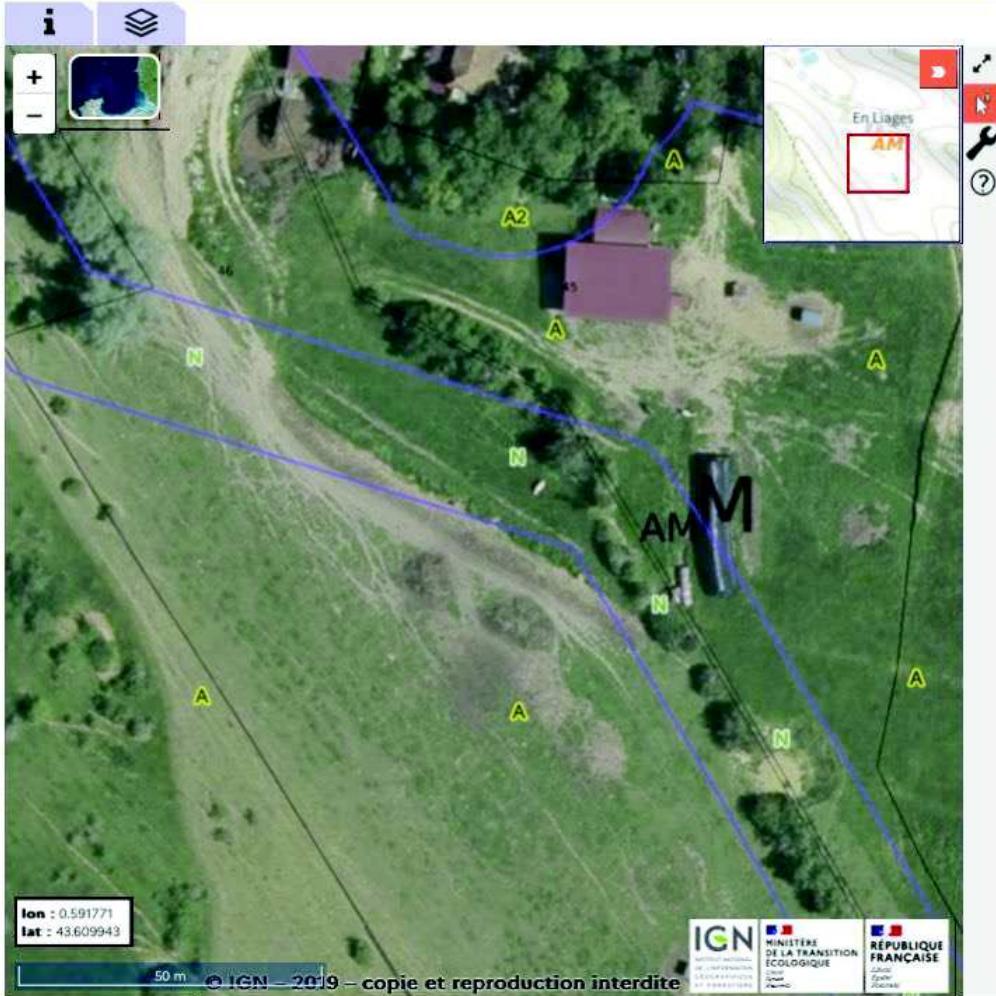 i
+
−
En Liages
AM
?
A
A2
46
45
A
N
A
N
AM
M
N
A
A
A
N
lon : 0.591771
lat : 43.609943
50 m
© IGN – 2019 – copie et reproduction interdite
IGN
MINISTÈRE
DE LA TRANSITION
ÉCOLOGIQUE
RÉPUBLIQUE
FRANÇAISE